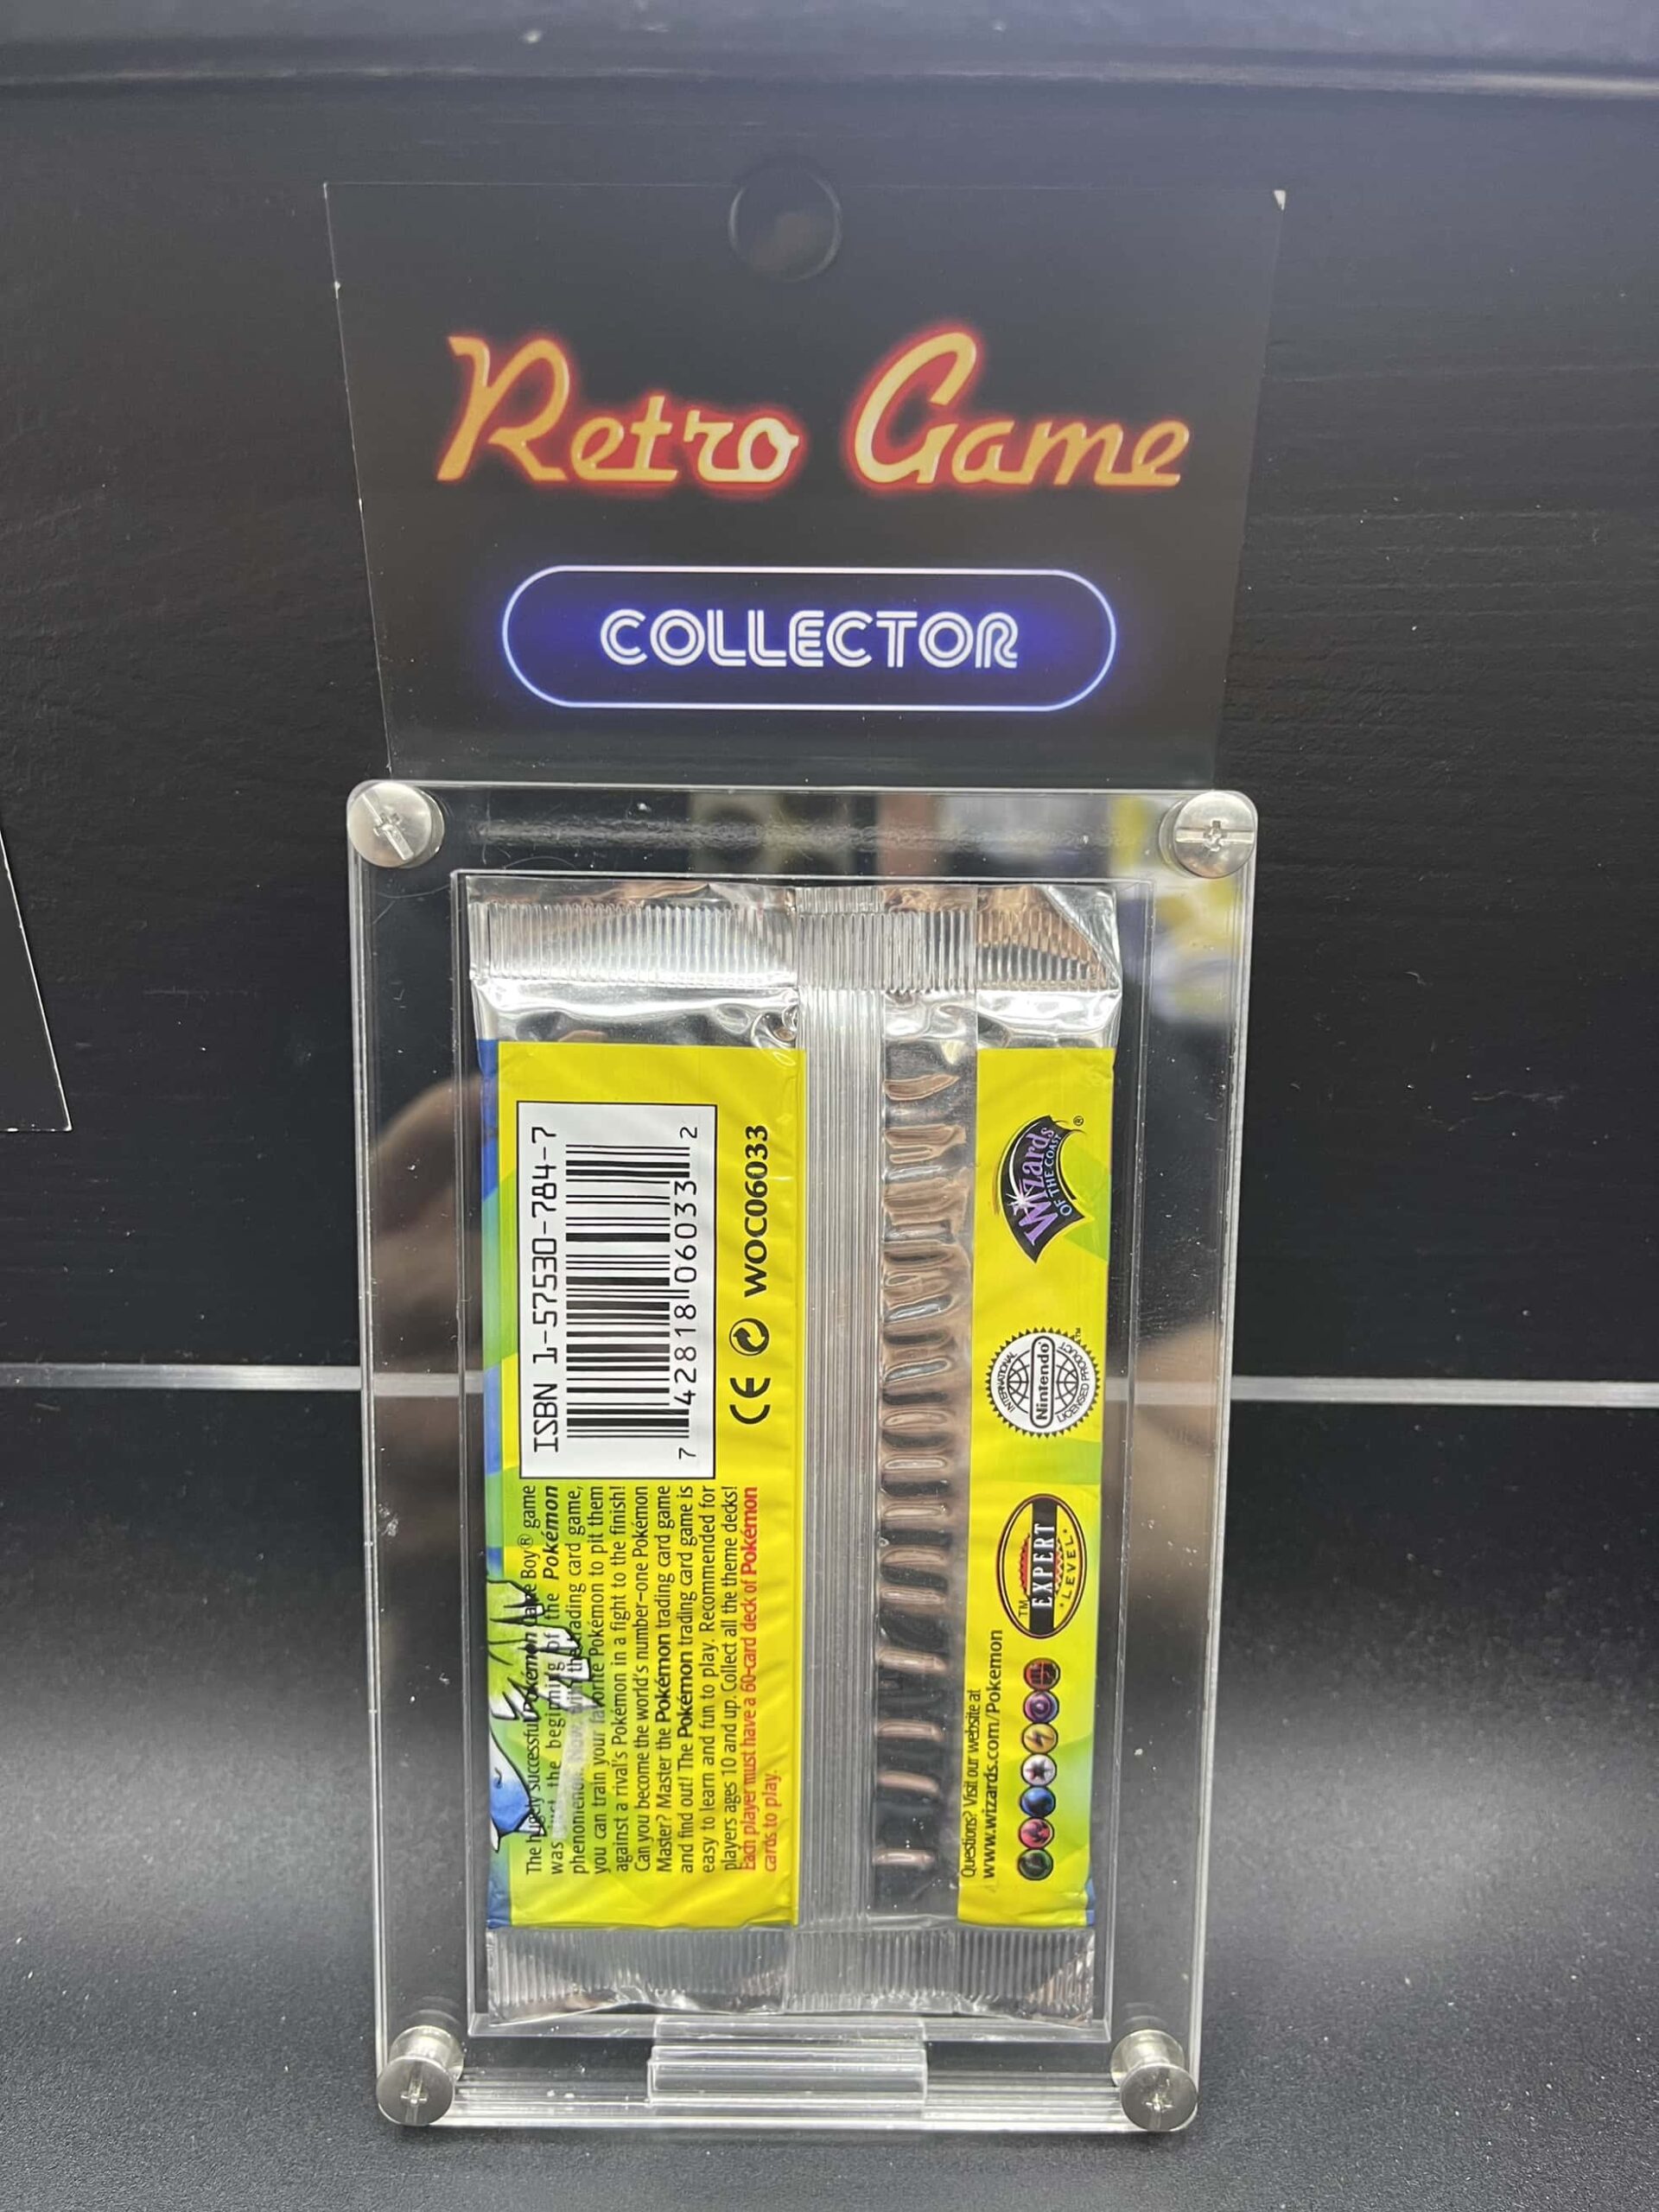 Retro Game
COLLECTOR
ISBN 1-57530-784-7
7 42818 06033 2
CE WOC06033
The hugely successful Pokémon Game Boy® game
was just the beginning of the Pokémon
phenomenon. Now, with the trading card game,
you can train your favorite Pokémon to pit them
against a rival's Pokémon in a fight to the finish!
Can you become the world's number-one Pokémon
Master? Master the Pokémon trading card game
and find out! The Pokémon trading card game is
easy to learn and fun to play. Recommended for
players ages 10 and up. Collect all the theme decks!
Each player must have a 60-card deck of Pokémon
cards to play.
Wizards
OF THE COAST®
INTERNATIONAL
Nintendo®
LICENSED PRODUCT™
TM
EXPERT
LEVEL
Questions? Visit our website at
www.wizards.com/Pokemon